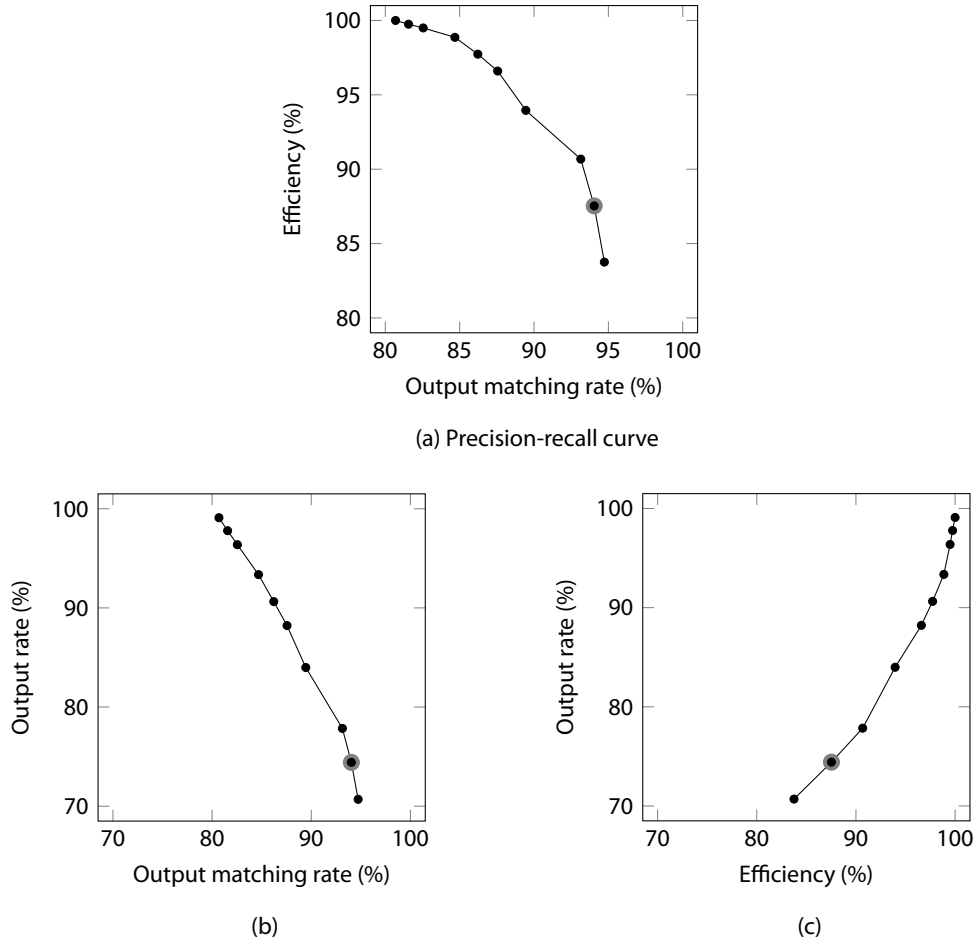 100
95
90
85
80
Efficiency (%)
80 85 90 95 100
Output matching rate (%)
(a) Precision-recall curve
100
90
80
70
Output rate (%)
70 80 90 100
Output matching rate (%)
(b)
100
90
80
70
Output rate (%)
70 80 90 100
Efficiency (%)
(c)